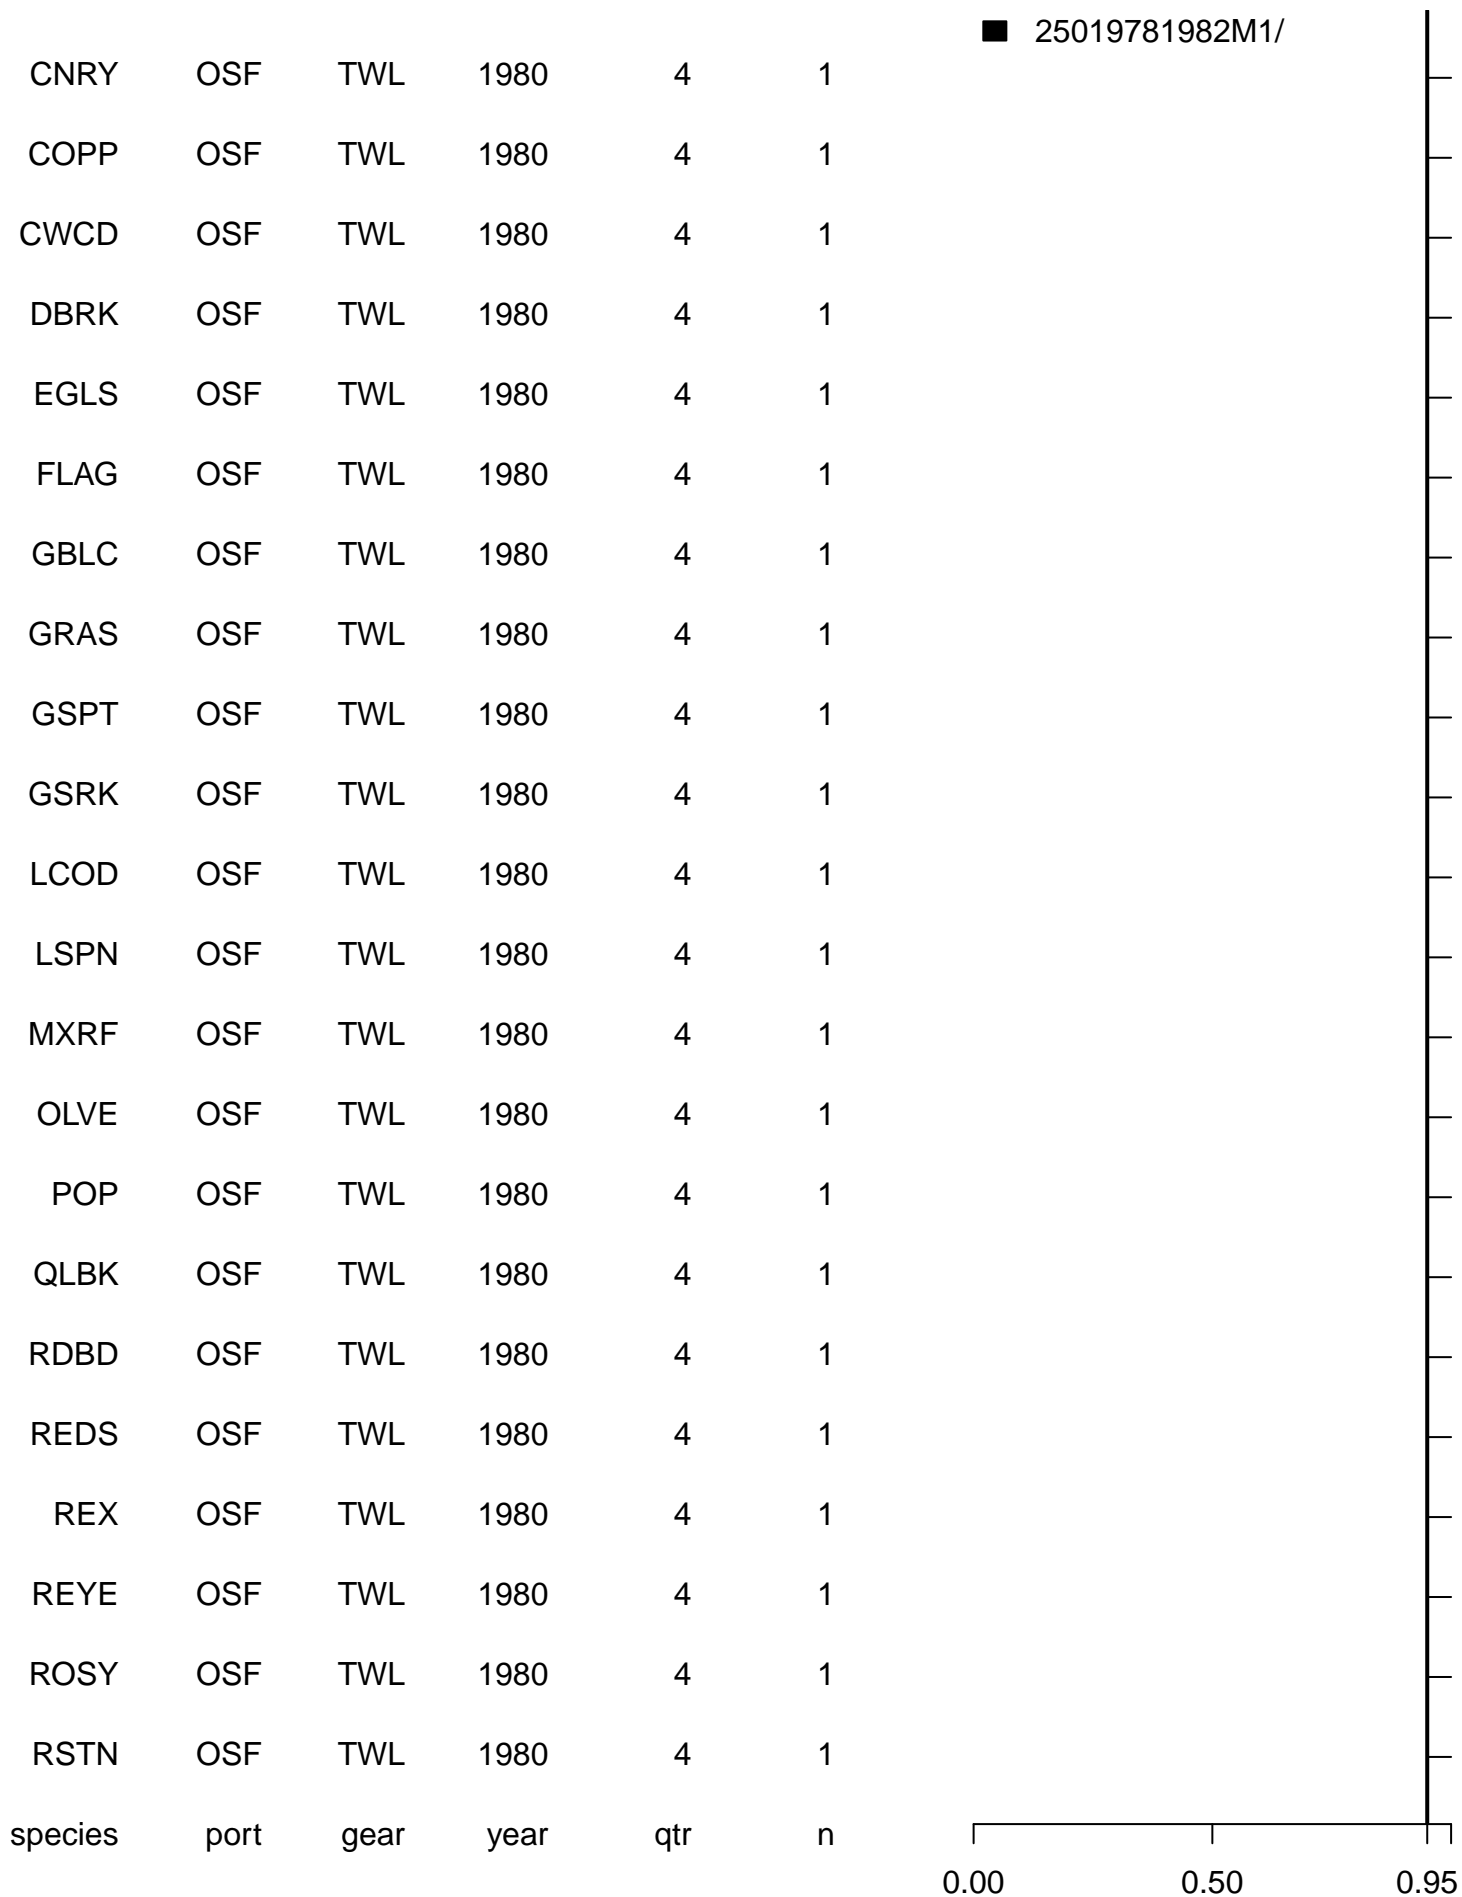 25019781982M1/
CNRY OSF TWL 1980 4 1
COPP OSF TWL 1980 4 1
CWCD OSF TWL 1980 4 1
DBRK OSF TWL 1980 4 1
EGLS OSF TWL 1980 4 1
FLAG OSF TWL 1980 4 1
GBLC OSF TWL 1980 4 1
GRAS OSF TWL 1980 4 1
GSPT OSF TWL 1980 4 1
GSRK OSF TWL 1980 4 1
LCOD OSF TWL 1980 4 1
LSPN OSF TWL 1980 4 1
MXRF OSF TWL 1980 4 1
OLVE OSF TWL 1980 4 1
POP OSF TWL 1980 4 1
QLBK OSF TWL 1980 4 1
RDBD OSF TWL 1980 4 1
REDS OSF TWL 1980 4 1
REX OSF TWL 1980 4 1
REYE OSF TWL 1980 4 1
ROSY OSF TWL 1980 4 1
RSTN OSF TWL 1980 4 1
species port gear year qtr n
0.00 0.50 0.95